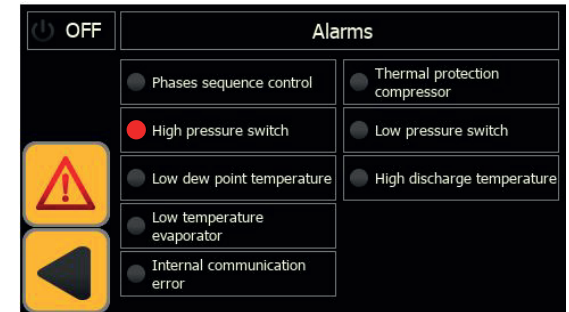 OFF
Alarms
Phases sequence control
Thermal protection
compressor
High pressure switch
Low pressure switch
Low dew point temperature
High discharge temperature
Low temperature
evaporator
Internal communication
error